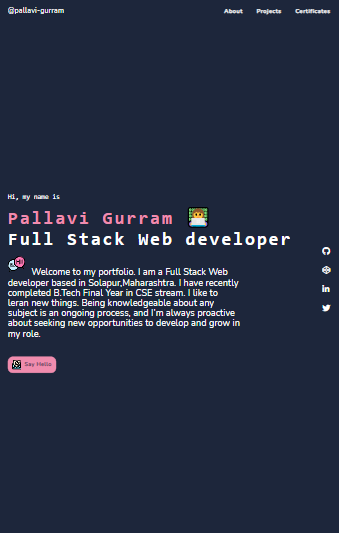 @pallavi-gurram
About Projects Certificates
Hi, my name is
Pallavi Gurram
Full Stack Web developer
Hi
Welcome to my portfolio. I am a Full Stack Web
developer based in Solapur,Maharashtra. I have recently
completed B.Tech Final Year in CSE stream. I like to
leran new things. Being knowledgeable about any
subject is an ongoing process, and I'm always proactive
about seeking new opportunities to develop and grow in
my role.
Say Hello